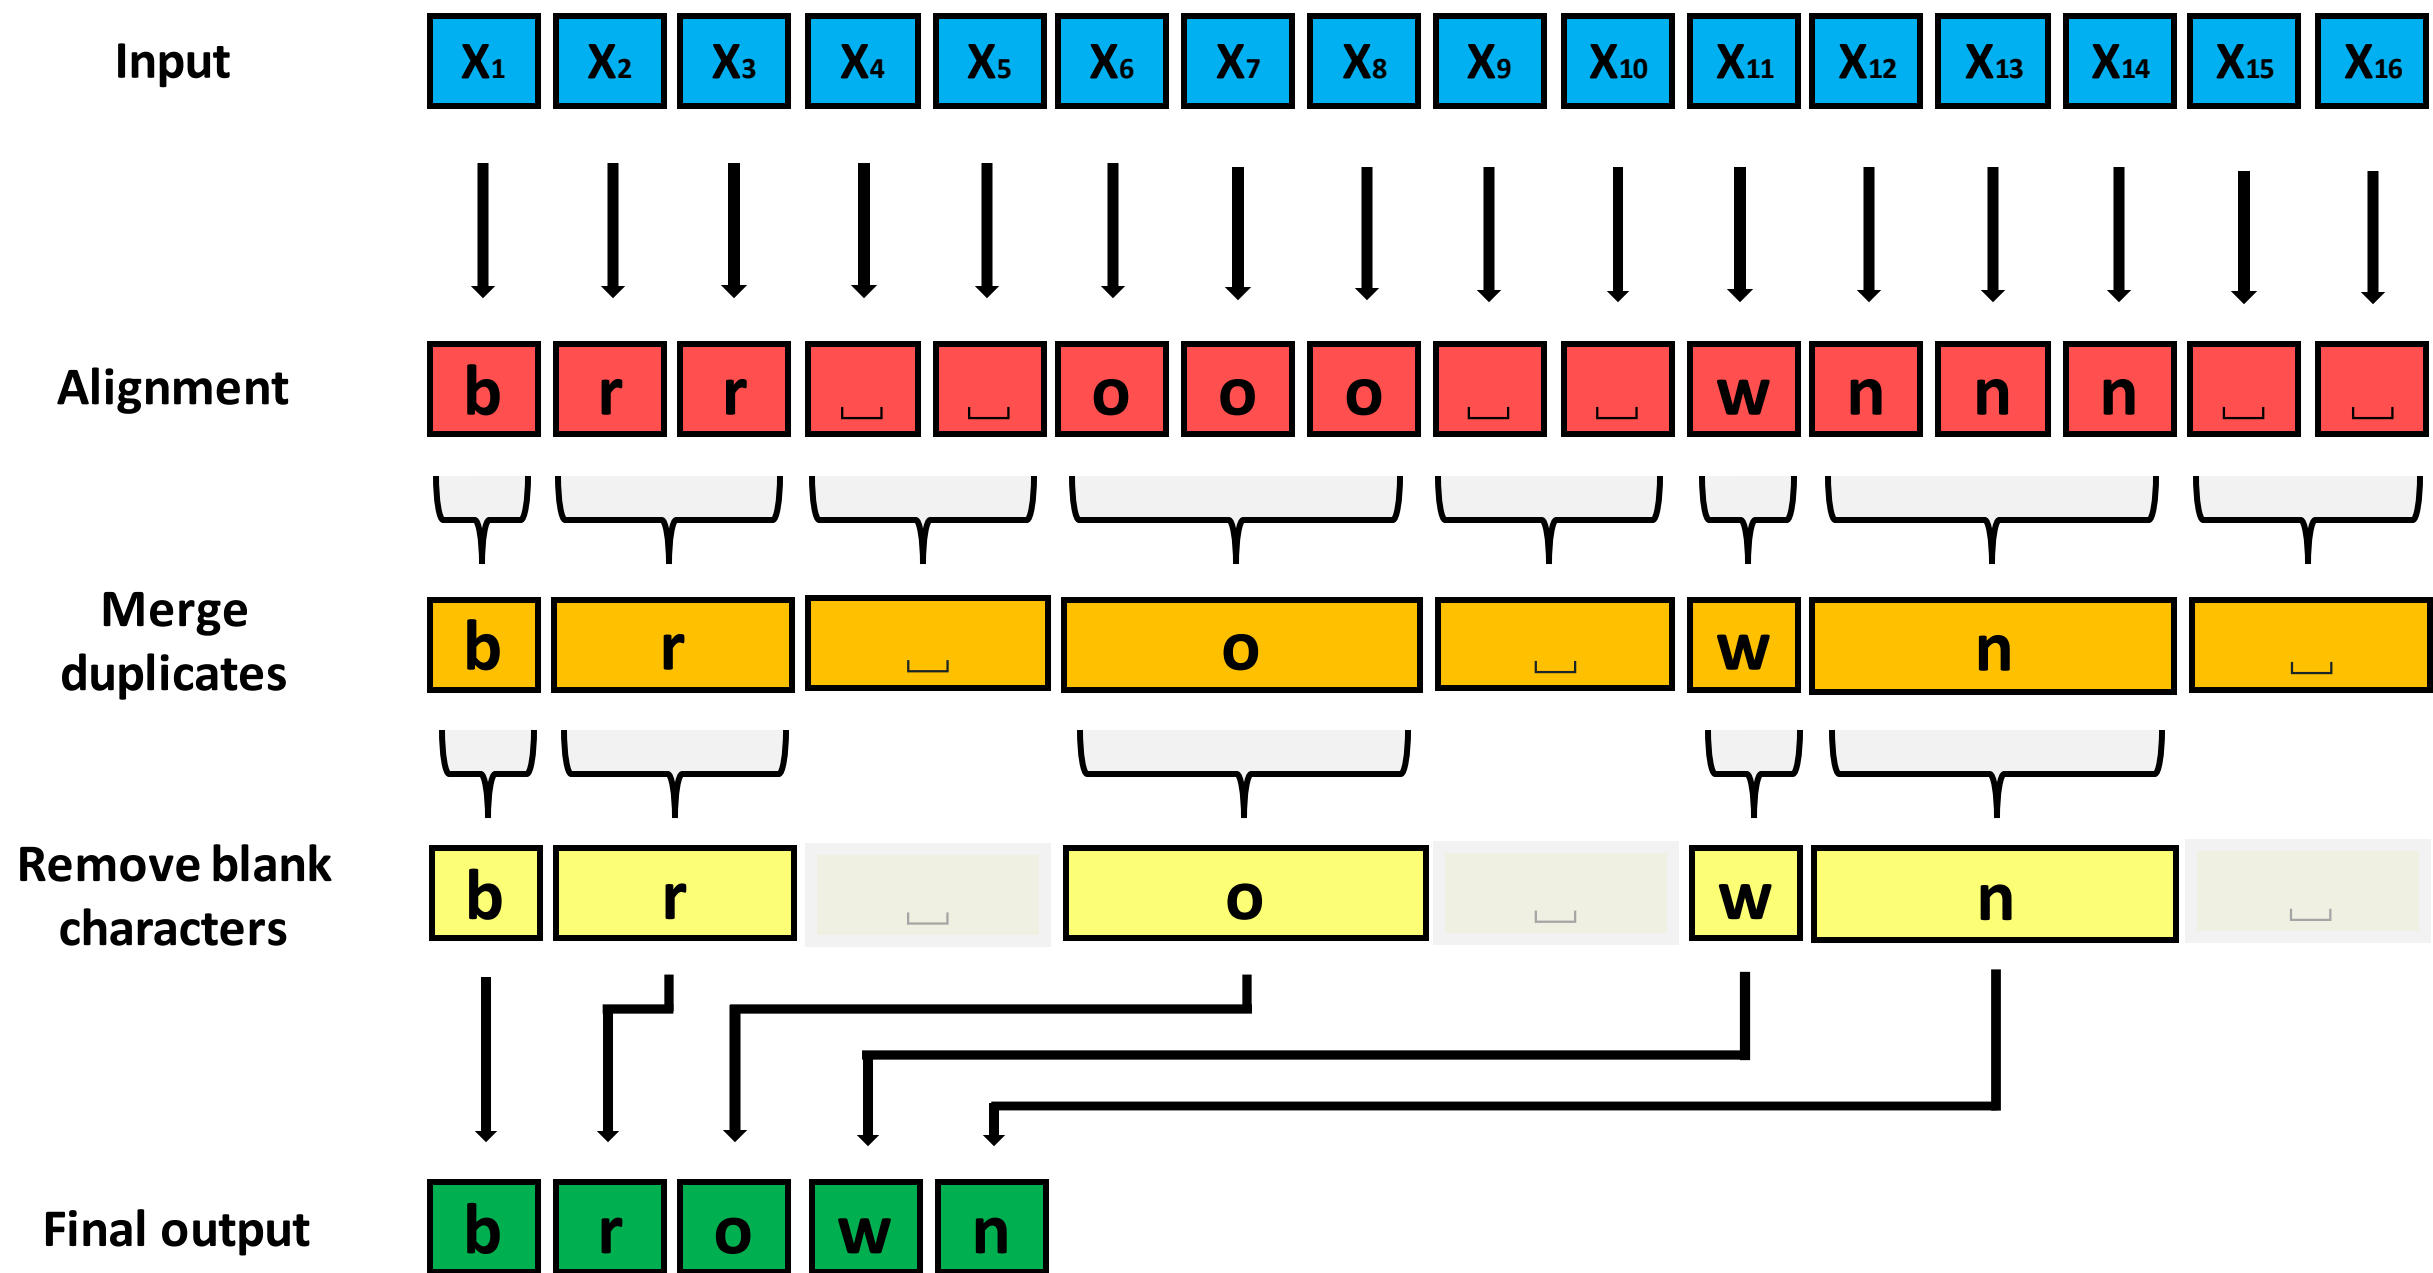 Input X₁ X₂ X₃ X₄ X₅ X₆ X₇ X₈ X₉ X₁₀ X₁₁ X₁₂ X₁₃ X₁₄ X₁₅ X₁₆
Alignment b r r ⎵ ⎵ o o o ⎵ ⎵ w n n n ⎵ ⎵
Merge
duplicates
b r ⎵ o ⎵ w n ⎵
Remove blank
characters
b r ⎵ o ⎵ w n ⎵
Final output b r o w n